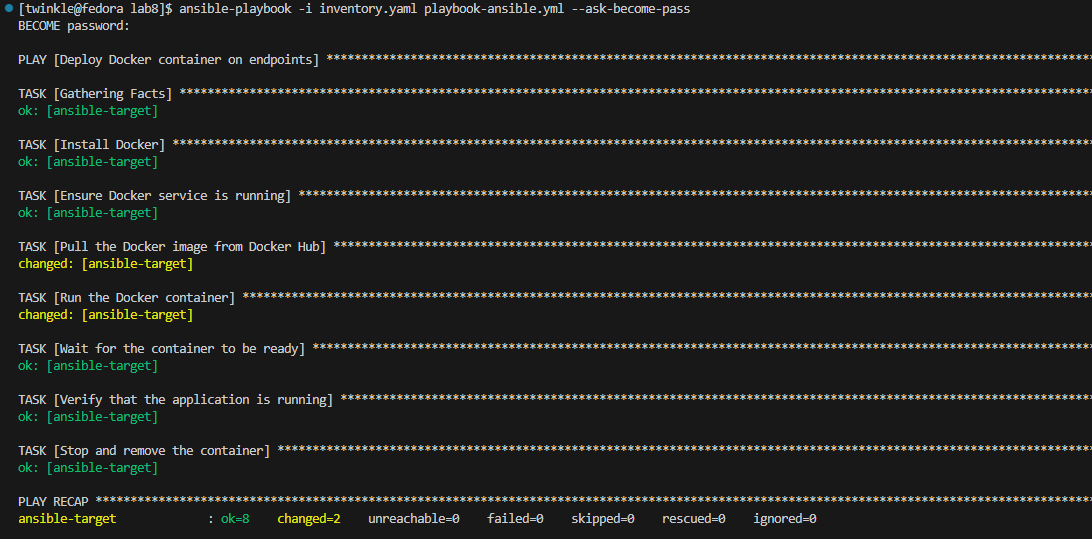 [twinkle@fedora lab8]$ ansible-playbook -i inventory.yaml playbook-ansible.yml --ask-become-pass
BECOME password:
PLAY [Deploy Docker container on endpoints] *************************************************************************************************************
TASK [Gathering Facts] **********************************************************************************************************************************
ok: [ansible-target]
TASK [Install Docker] ***********************************************************************************************************************************
ok: [ansible-target]
TASK [Ensure Docker service is running] *****************************************************************************************************************
ok: [ansible-target]
TASK [Pull the Docker image from Docker Hub] ************************************************************************************************************
changed: [ansible-target]
TASK [Run the Docker container] *************************************************************************************************************************
changed: [ansible-target]
TASK [Wait for the container to be ready] ***************************************************************************************************************
ok: [ansible-target]
TASK [Verify that the application is running] ***********************************************************************************************************
ok: [ansible-target]
TASK [Stop and remove the container] ********************************************************************************************************************
ok: [ansible-target]
PLAY RECAP **********************************************************************************************************************************************
ansible-target             : ok=8    changed=2    unreachable=0    failed=0    skipped=0    rescued=0    ignored=0